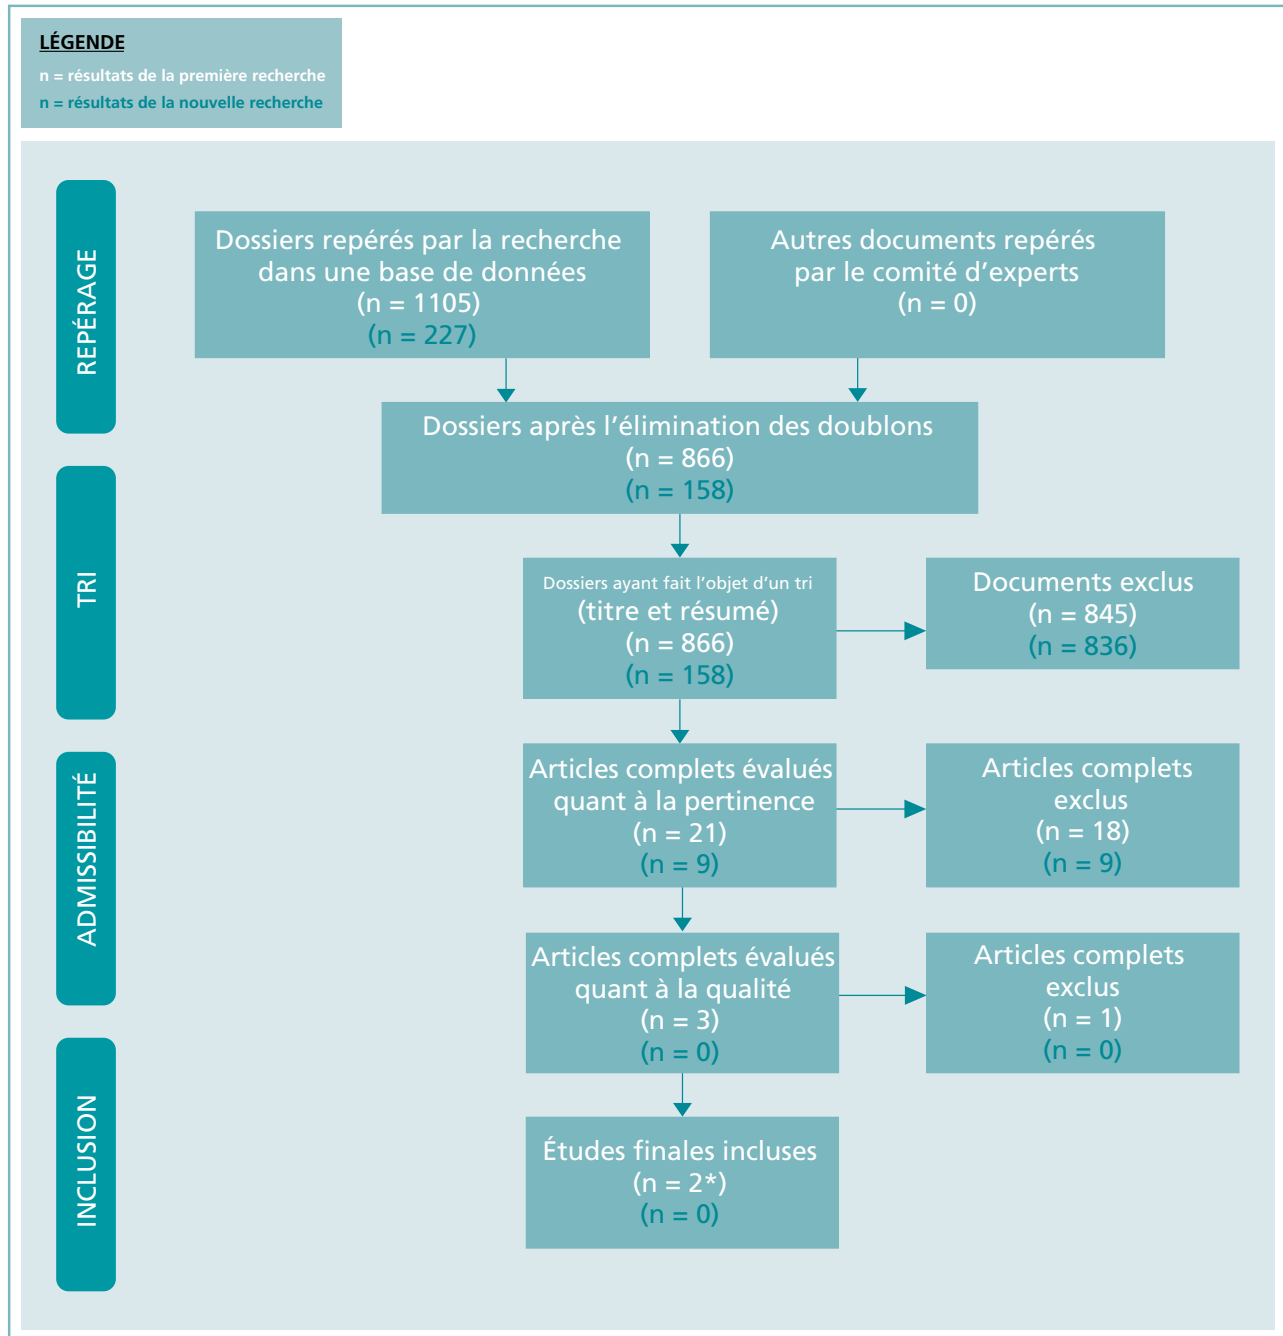 LÉGENDE
n = résultats de la première recherche
n = résultats de la nouvelle recherche
REPÉRAGE
Dossiers repérés par la recherche
dans une base de données
(n = 1105)
(n = 227)
Autres documents repérés
par le comité d’experts
(n = 0)
Dossiers après l’élimination des doublons
(n = 866)
(n = 158)
TRI
Dossiers ayant fait l’objet d’un tri
(titre et résumé)
(n = 866)
(n = 158)
Documents exclus
(n = 845)
(n = 836)
ADMISSIBILITÉ
Articles complets évalués
quant à la pertinence
(n = 21)
(n = 9)
Articles complets
exclus
(n = 18)
(n = 9)
Articles complets évalués
quant à la qualité
(n = 3)
(n = 0)
Articles complets
exclus
(n = 1)
(n = 0)
INCLUSION
Études finales incluses
(n = 2*)
(n = 0)